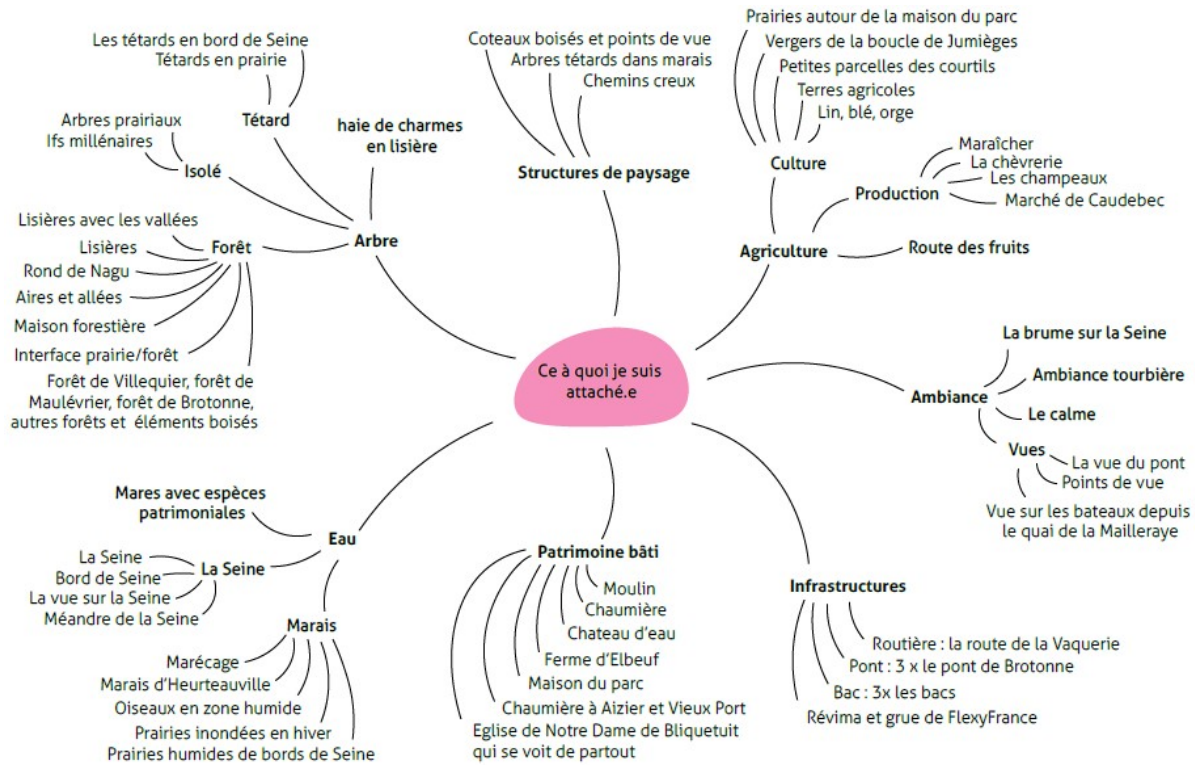 Les tétards en bord de Seine
Tétards en prairie
Tétard
Arbres prairiaux
Ifs millénaires
Isolé
haie de charmes
en lisière
Arbre
Lisières avec les vallées
Lisières
Forêt
Rond de Nagu
Aires et allées
Maison forestière
Interface prairie/forêt
Forêt de Villequier, forêt de
Maulévrier, forêt de Brotonne,
autres forêts et éléments boisés
Coteaux boisés et points de vue
Arbres tétards dans marais
Chemins creux
Structures de paysage
Prairies autour de la maison du parc
Vergers de la boucle de Jumièges
Petites parcelles des courtils
Terres agricoles
Lin, blé, orge
Culture
Maraîcher
La chèvrerie
Les champeaux
Marché de Caudebec
Production
Agriculture
Route des fruits
Ce à quoi je suis
attaché.e
La brume sur la Seine
Ambiance tourbière
Ambiance
Le calme
Vues
La vue du pont
Points de vue
Vue sur les bateaux depuis
le quai de la Mailleraye
Mares avec espèces
patrimoniales
Eau
La Seine
Bord de Seine
La vue sur la Seine
Méandre de la Seine
La Seine
Marais
Marécage
Marais d'Heurteauville
Oiseaux en zone humide
Prairies inondées en hiver
Prairies humides de bords de Seine
Patrimoine bâti
Moulin
Chaumière
Chateau d'eau
Ferme d'Elbeuf
Maison du parc
Chaumière à Aizier et Vieux Port
Eglise de Notre Dame de Bliquetuit
qui se voit de partout
Infrastructures
Routière : la route de la Vaquerie
Pont : 3 x le pont de Brotonne
Bac : 3x les bacs
Révima et grue de FlexyFrance